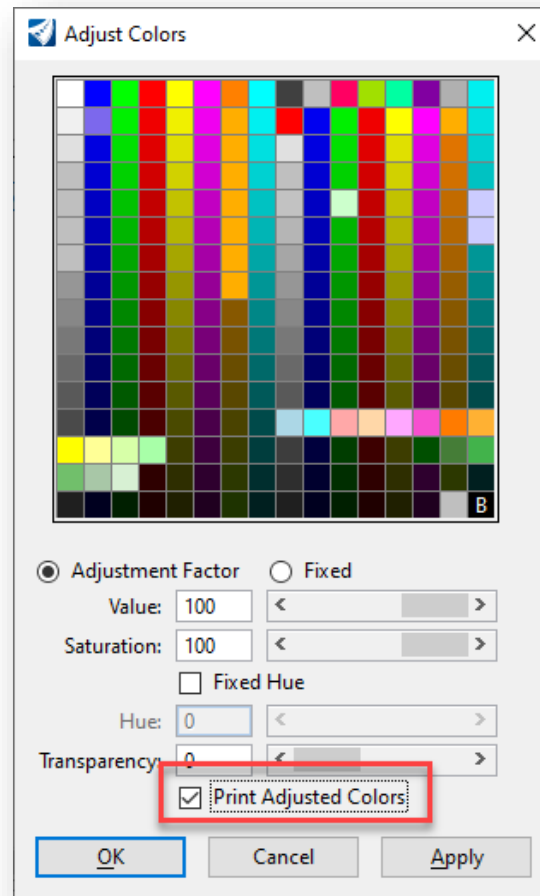 Adjust Colors
B
Adjustment Factor Fixed
Value: 100
Saturation: 100
Fixed Hue
Hue: 0
Transparency: 0
Print Adjusted Colors
OK Cancel Apply